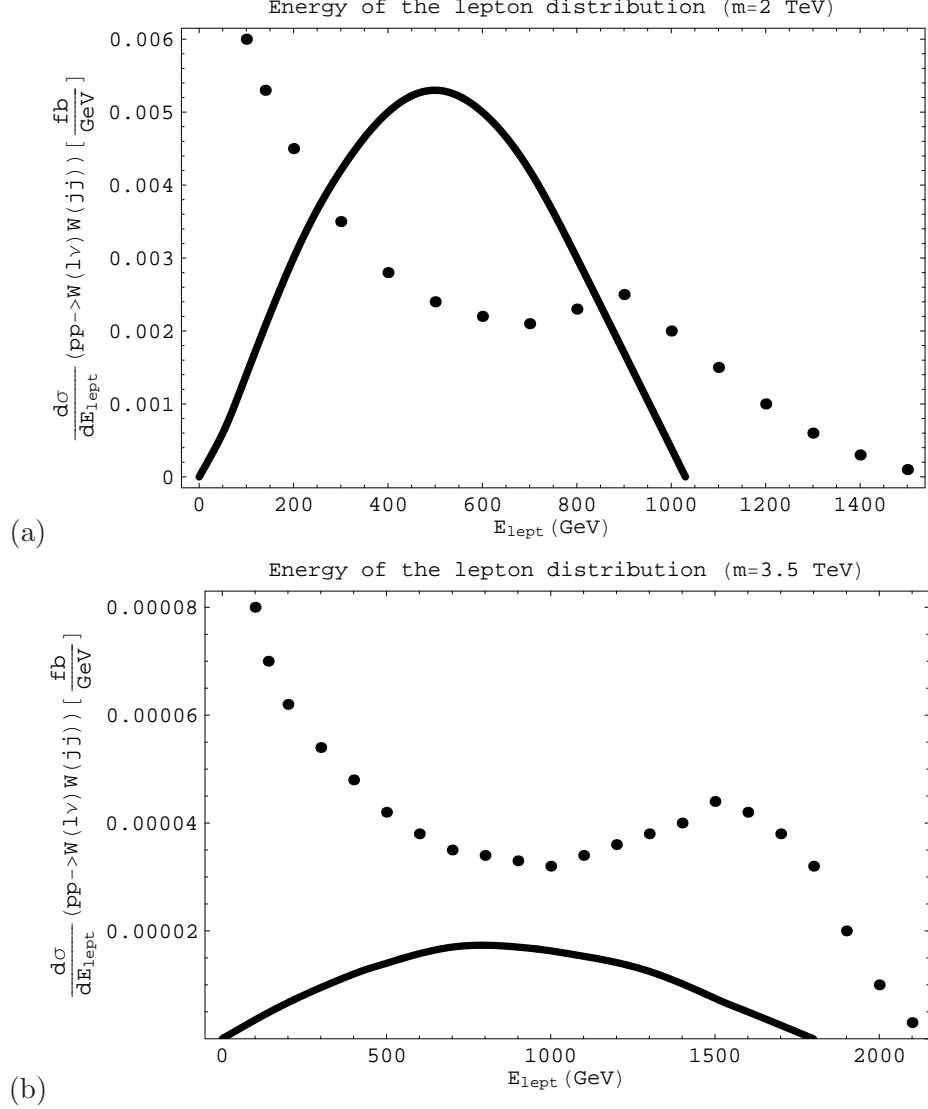 Energy of the lepton distribution (m=2 TeV)
dσ/dE_lept (pp->W(lν)W(jj)) [fb/GeV]
0.006
0.005
0.004
0.003
0.002
0.001
0
0 200 400 600 800 1000 1200 1400
E_lept (GeV)
(a)
Energy of the lepton distribution (m=3.5 TeV)
dσ/dE_lept (pp->W(lν)W(jj)) [fb/GeV]
0.00008
0.00006
0.00004
0.00002
0 500 1000 1500 2000
E_lept (GeV)
(b)